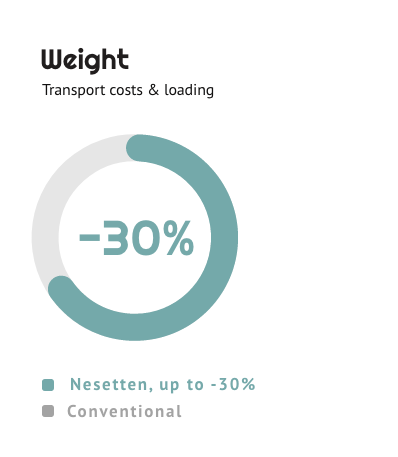 Weight
Transport costs & loading
-30%
Nesetten, up to -30%
Conventional